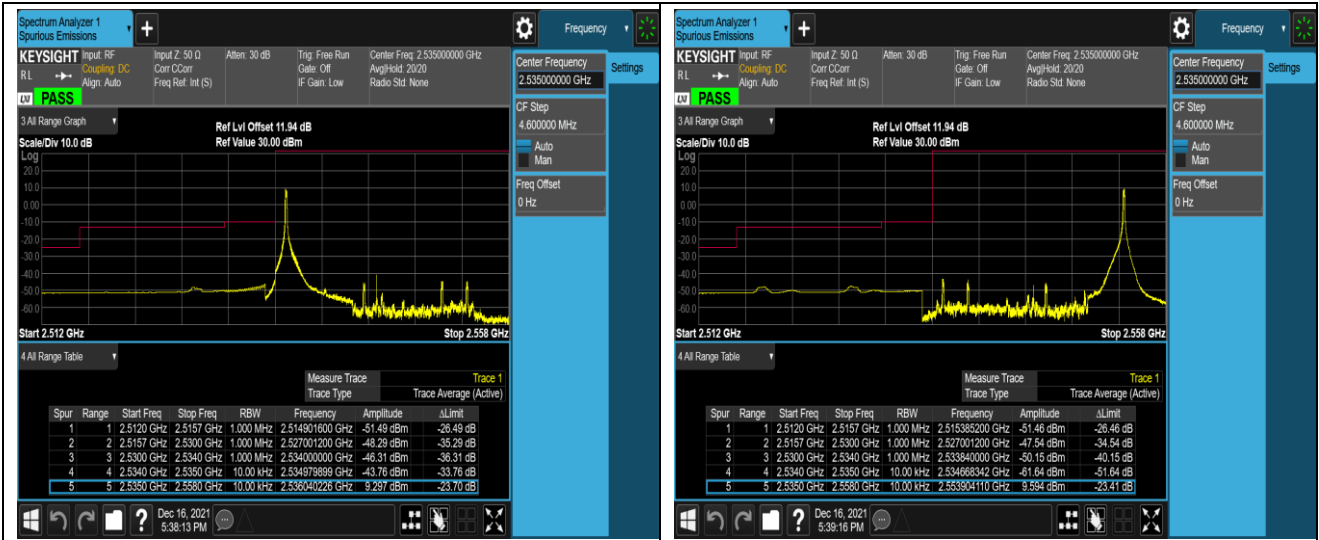 Spectrum Analyzer 1
Spurious Emissions
+
Frequency
KEYSIGHT Input: RF Input Z: 50 Ω Atten: 30 dB Trig: Free Run Center Freq: 2.535000000 GHz
RL Coupling: DC Corr CCorr Gate: Off Avg|Hold: 20/20
Align: Auto Freq Ref: Int (S) IF Gain: Low Radio Std: None
LXI PASS
Center Frequency
2.535000000 GHz
Settings
CF Step
4.600000 MHz
Auto
Man
Freq Offset
0 Hz
3 All Range Graph
Ref Lvl Offset 11.94 dB
Scale/Div 10.0 dB Ref Value 30.00 dBm
Log
20.0
10.0
0.00
-10.0
-20.0
-30.0
-40.0
-50.0
-60.0
Start 2.512 GHz Stop 2.558 GHz
4 All Range Table
Measure Trace Trace 1
Trace Type Trace Average (Active)
Spur Range Start Freq Stop Freq RBW Frequency Amplitude ΔLimit
1 1 2.5120 GHz 2.5157 GHz 1.000 MHz 2.514901600 GHz -51.49 dBm -26.49 dB
2 2 2.5157 GHz 2.5300 GHz 1.000 MHz 2.527001200 GHz -48.29 dBm -35.29 dB
3 3 2.5300 GHz 2.5340 GHz 1.000 MHz 2.534000000 GHz -46.31 dBm -36.31 dB
4 4 2.5340 GHz 2.5350 GHz 10.00 kHz 2.534979899 GHz -43.76 dBm -33.76 dB
5 5 2.5350 GHz 2.5580 GHz 10.00 kHz 2.536040226 GHz 9.297 dBm -23.70 dB
?
Dec 16, 2021
5:38:13 PM
Spectrum Analyzer 1
Spurious Emissions
+
Frequency
KEYSIGHT Input: RF Input Z: 50 Ω Atten: 30 dB Trig: Free Run Center Freq: 2.535000000 GHz
RL Coupling: DC Corr CCorr Gate: Off Avg|Hold: 20/20
Align: Auto Freq Ref: Int (S) IF Gain: Low Radio Std: None
LXI PASS
Center Frequency
2.535000000 GHz
Settings
CF Step
4.600000 MHz
Auto
Man
Freq Offset
0 Hz
3 All Range Graph
Ref Lvl Offset 11.94 dB
Scale/Div 10.0 dB Ref Value 30.00 dBm
Log
20.0
10.0
0.00
-10.0
-20.0
-30.0
-40.0
-50.0
-60.0
Start 2.512 GHz Stop 2.558 GHz
4 All Range Table
Measure Trace Trace 1
Trace Type Trace Average (Active)
Spur Range Start Freq Stop Freq RBW Frequency Amplitude ΔLimit
1 1 2.5120 GHz 2.5157 GHz 1.000 MHz 2.515385200 GHz -51.46 dBm -26.46 dB
2 2 2.5157 GHz 2.5300 GHz 1.000 MHz 2.527001200 GHz -47.54 dBm -34.54 dB
3 3 2.5300 GHz 2.5340 GHz 1.000 MHz 2.533840000 GHz -50.15 dBm -40.15 dB
4 4 2.5340 GHz 2.5350 GHz 10.00 kHz 2.534668342 GHz -61.64 dBm -51.64 dB
5 5 2.5350 GHz 2.5580 GHz 10.00 kHz 2.553904110 GHz 9.594 dBm -23.41 dB
?
Dec 16, 2021
5:39:16 PM